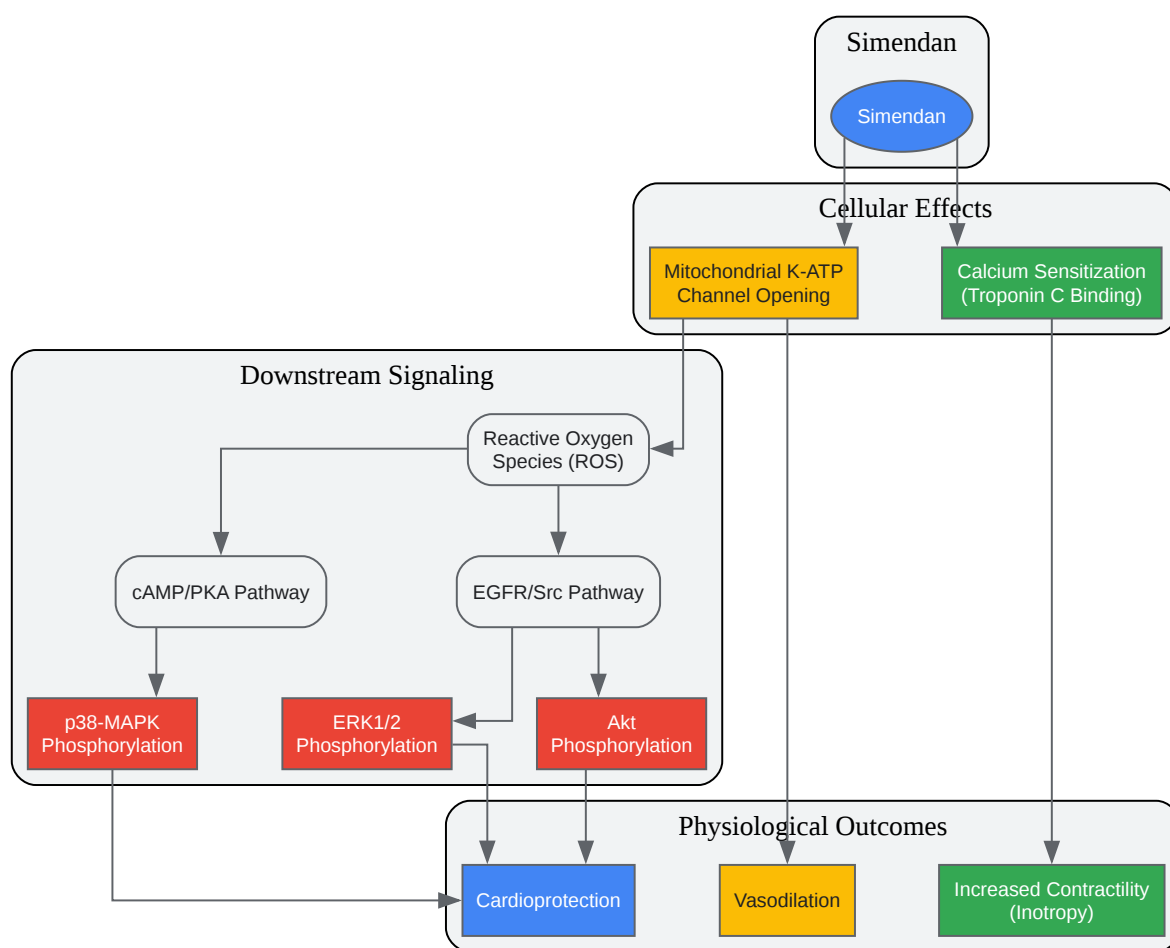 Simendan
Simendan
Cellular Effects
Mitochondrial K-ATP
Channel Opening
Calcium Sensitization
(Troponin C Binding)
Downstream Signaling
Reactive Oxygen
Species (ROS)
cAMP/PKA Pathway
EGFR/Src Pathway
p38-MAPK
Phosphorylation
ERK1/2
Phosphorylation
Akt
Phosphorylation
Physiological Outcomes
Cardioprotection
Vasodilation
Increased Contractility
(Inotropy)